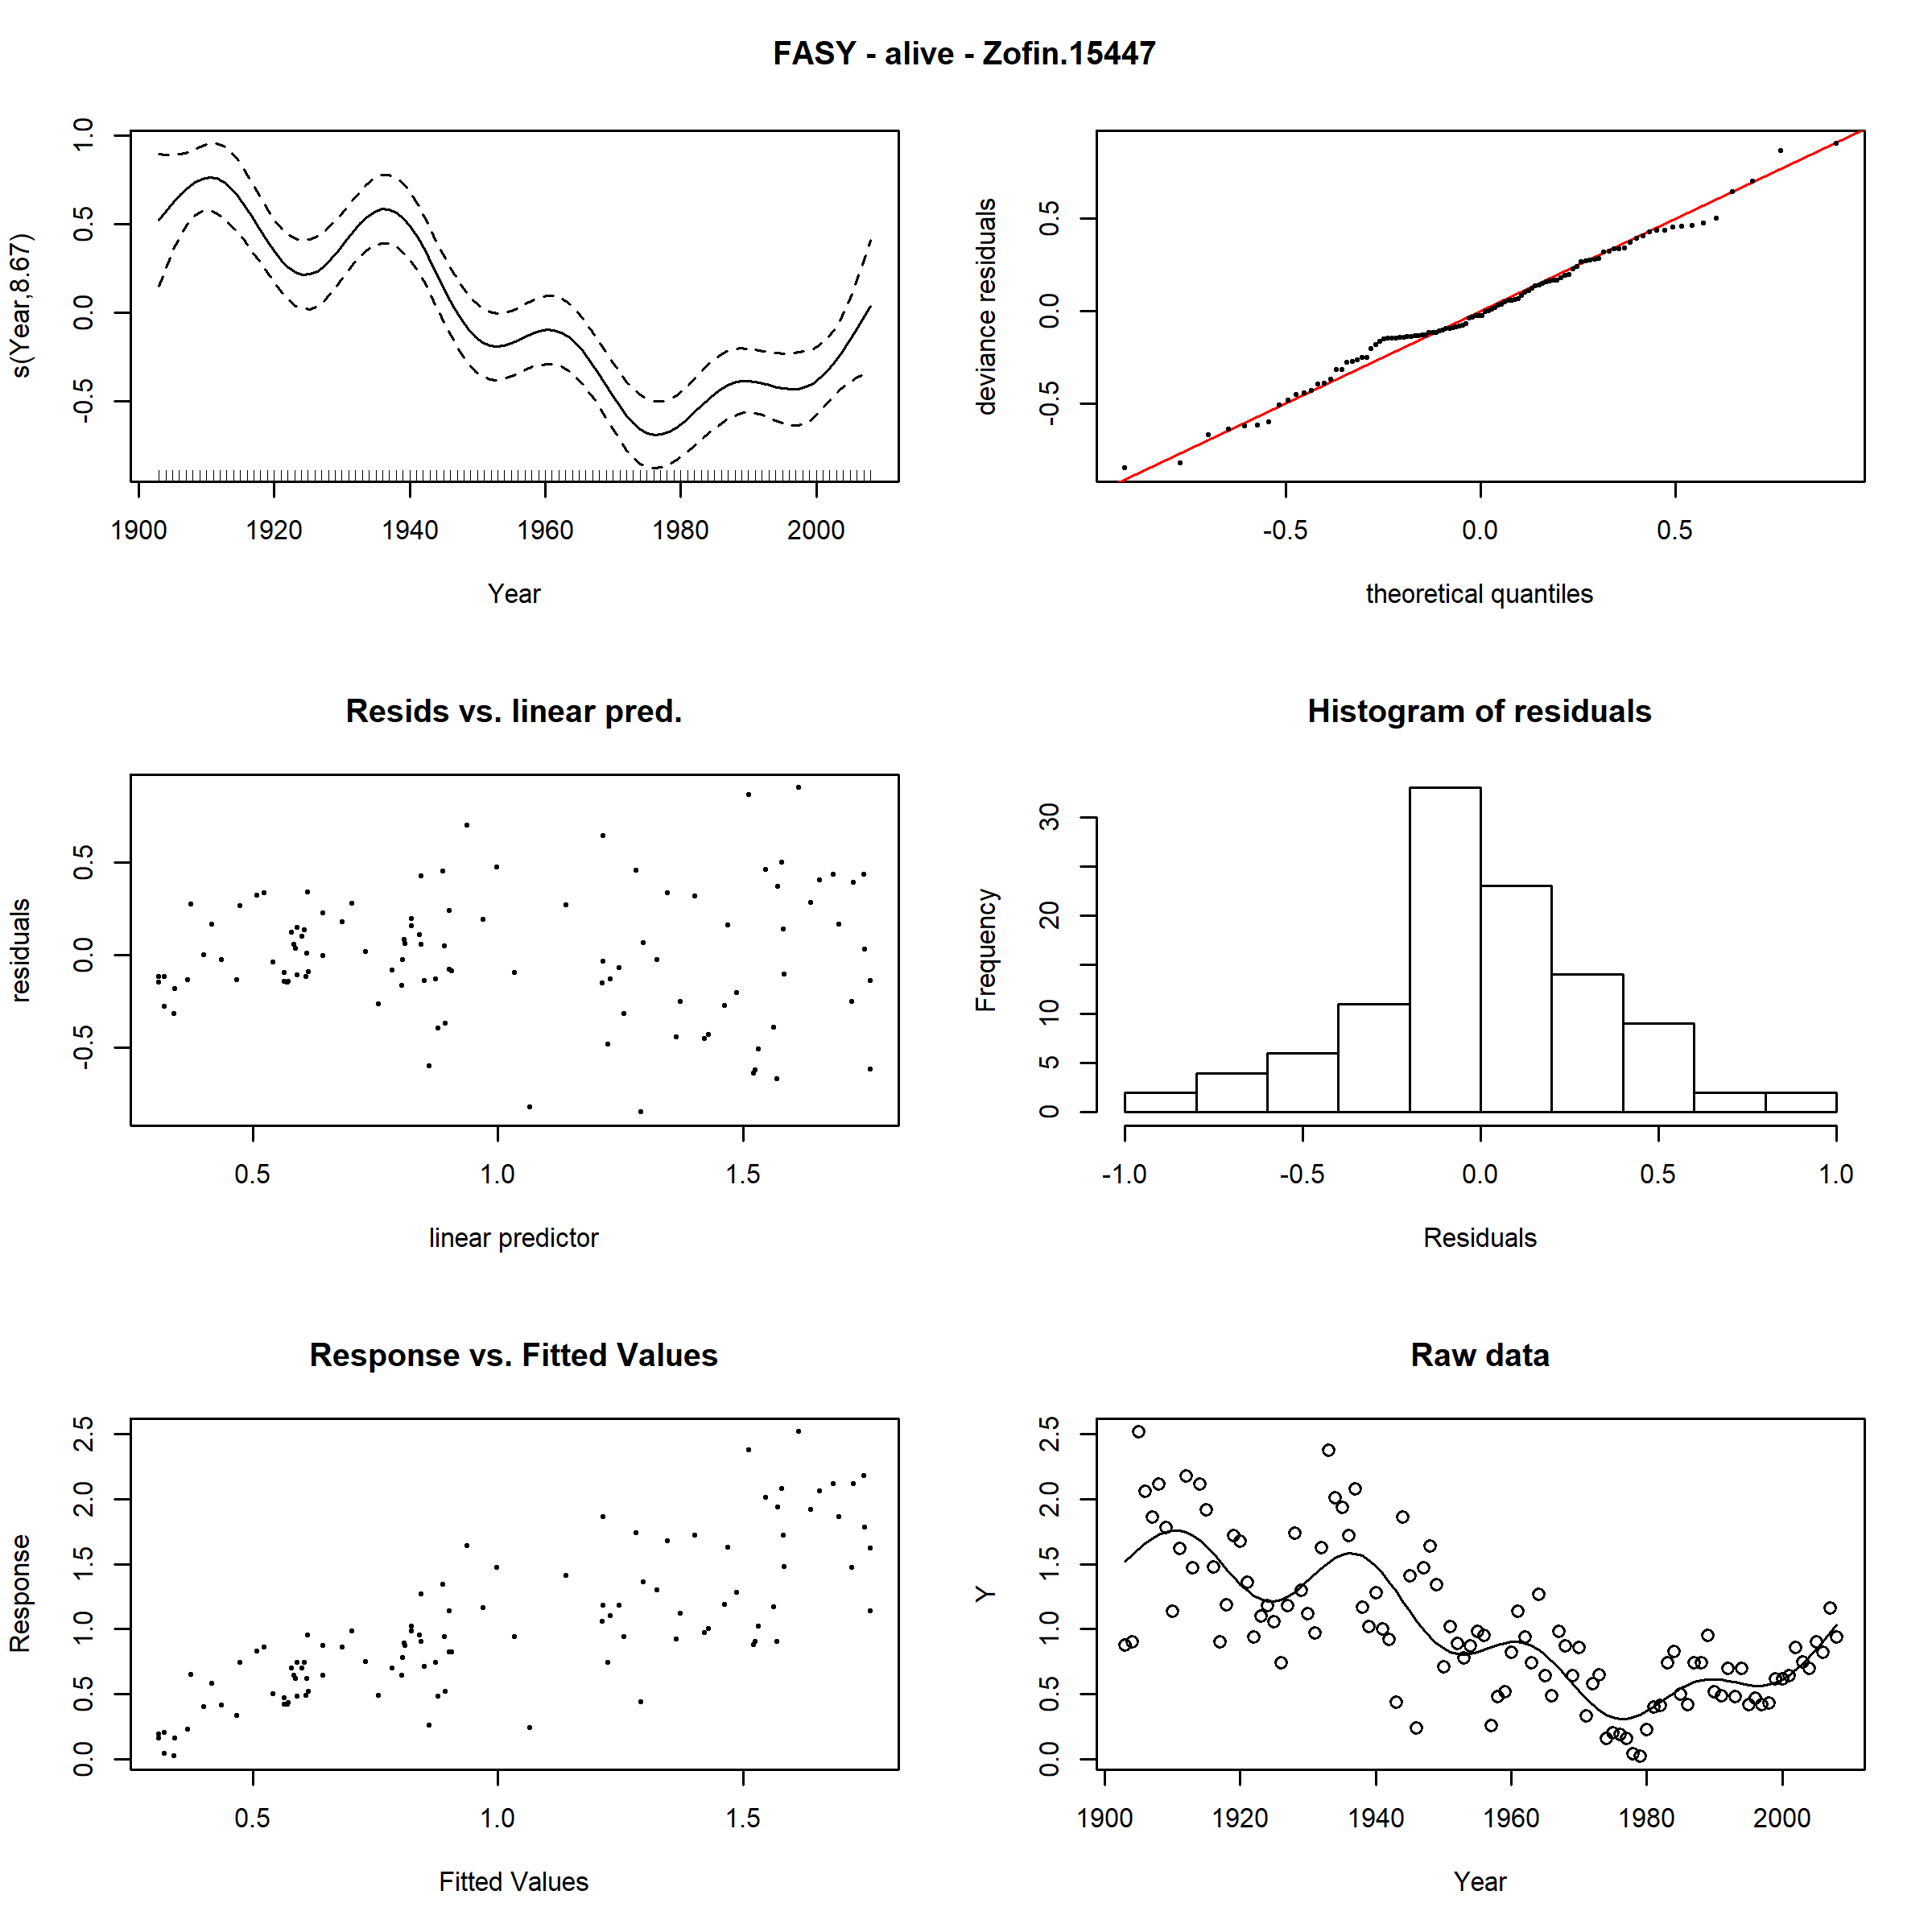 FASY - alive - Zofin.15447
s(Year,8.67)
-0.5 0.0 0.5 1.0
1900 1920 1940 1960 1980 2000
Year
deviance residuals
-0.5 0.0 0.5
-0.5 0.0 0.5
theoretical quantiles
Resids vs. linear pred.
residuals
-0.5 0.0 0.5
0.5 1.0 1.5
linear predictor
Histogram of residuals
Frequency
0 5 10 20 30
-1.0 -0.5 0.0 0.5 1.0
Residuals
Response vs. Fitted Values
Response
0.0 0.5 1.0 1.5 2.0 2.5
0.5 1.0 1.5
Fitted Values
Raw data
Y
0.0 0.5 1.0 1.5 2.0 2.5
1900 1920 1940 1960 1980 2000
Year